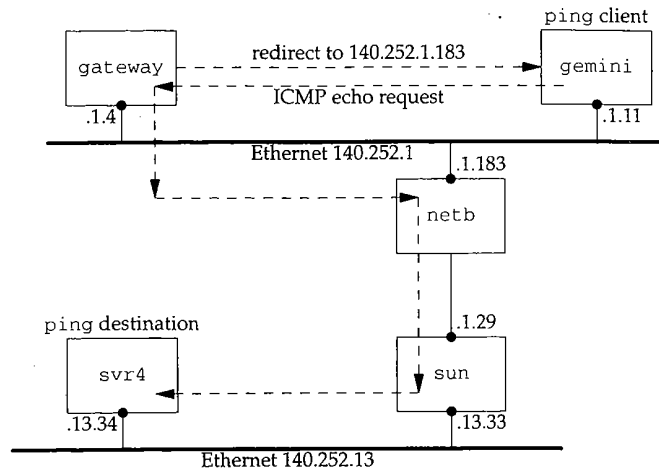 ping client
gateway
redirect to 140.252.1.183
gemini
ICMP echo request
.1.4
.1.11
Ethernet 140.252.1
.1.183
netb
.1.29
ping destination
svr4
sun
.13.34
.13.33
Ethernet 140.252.13